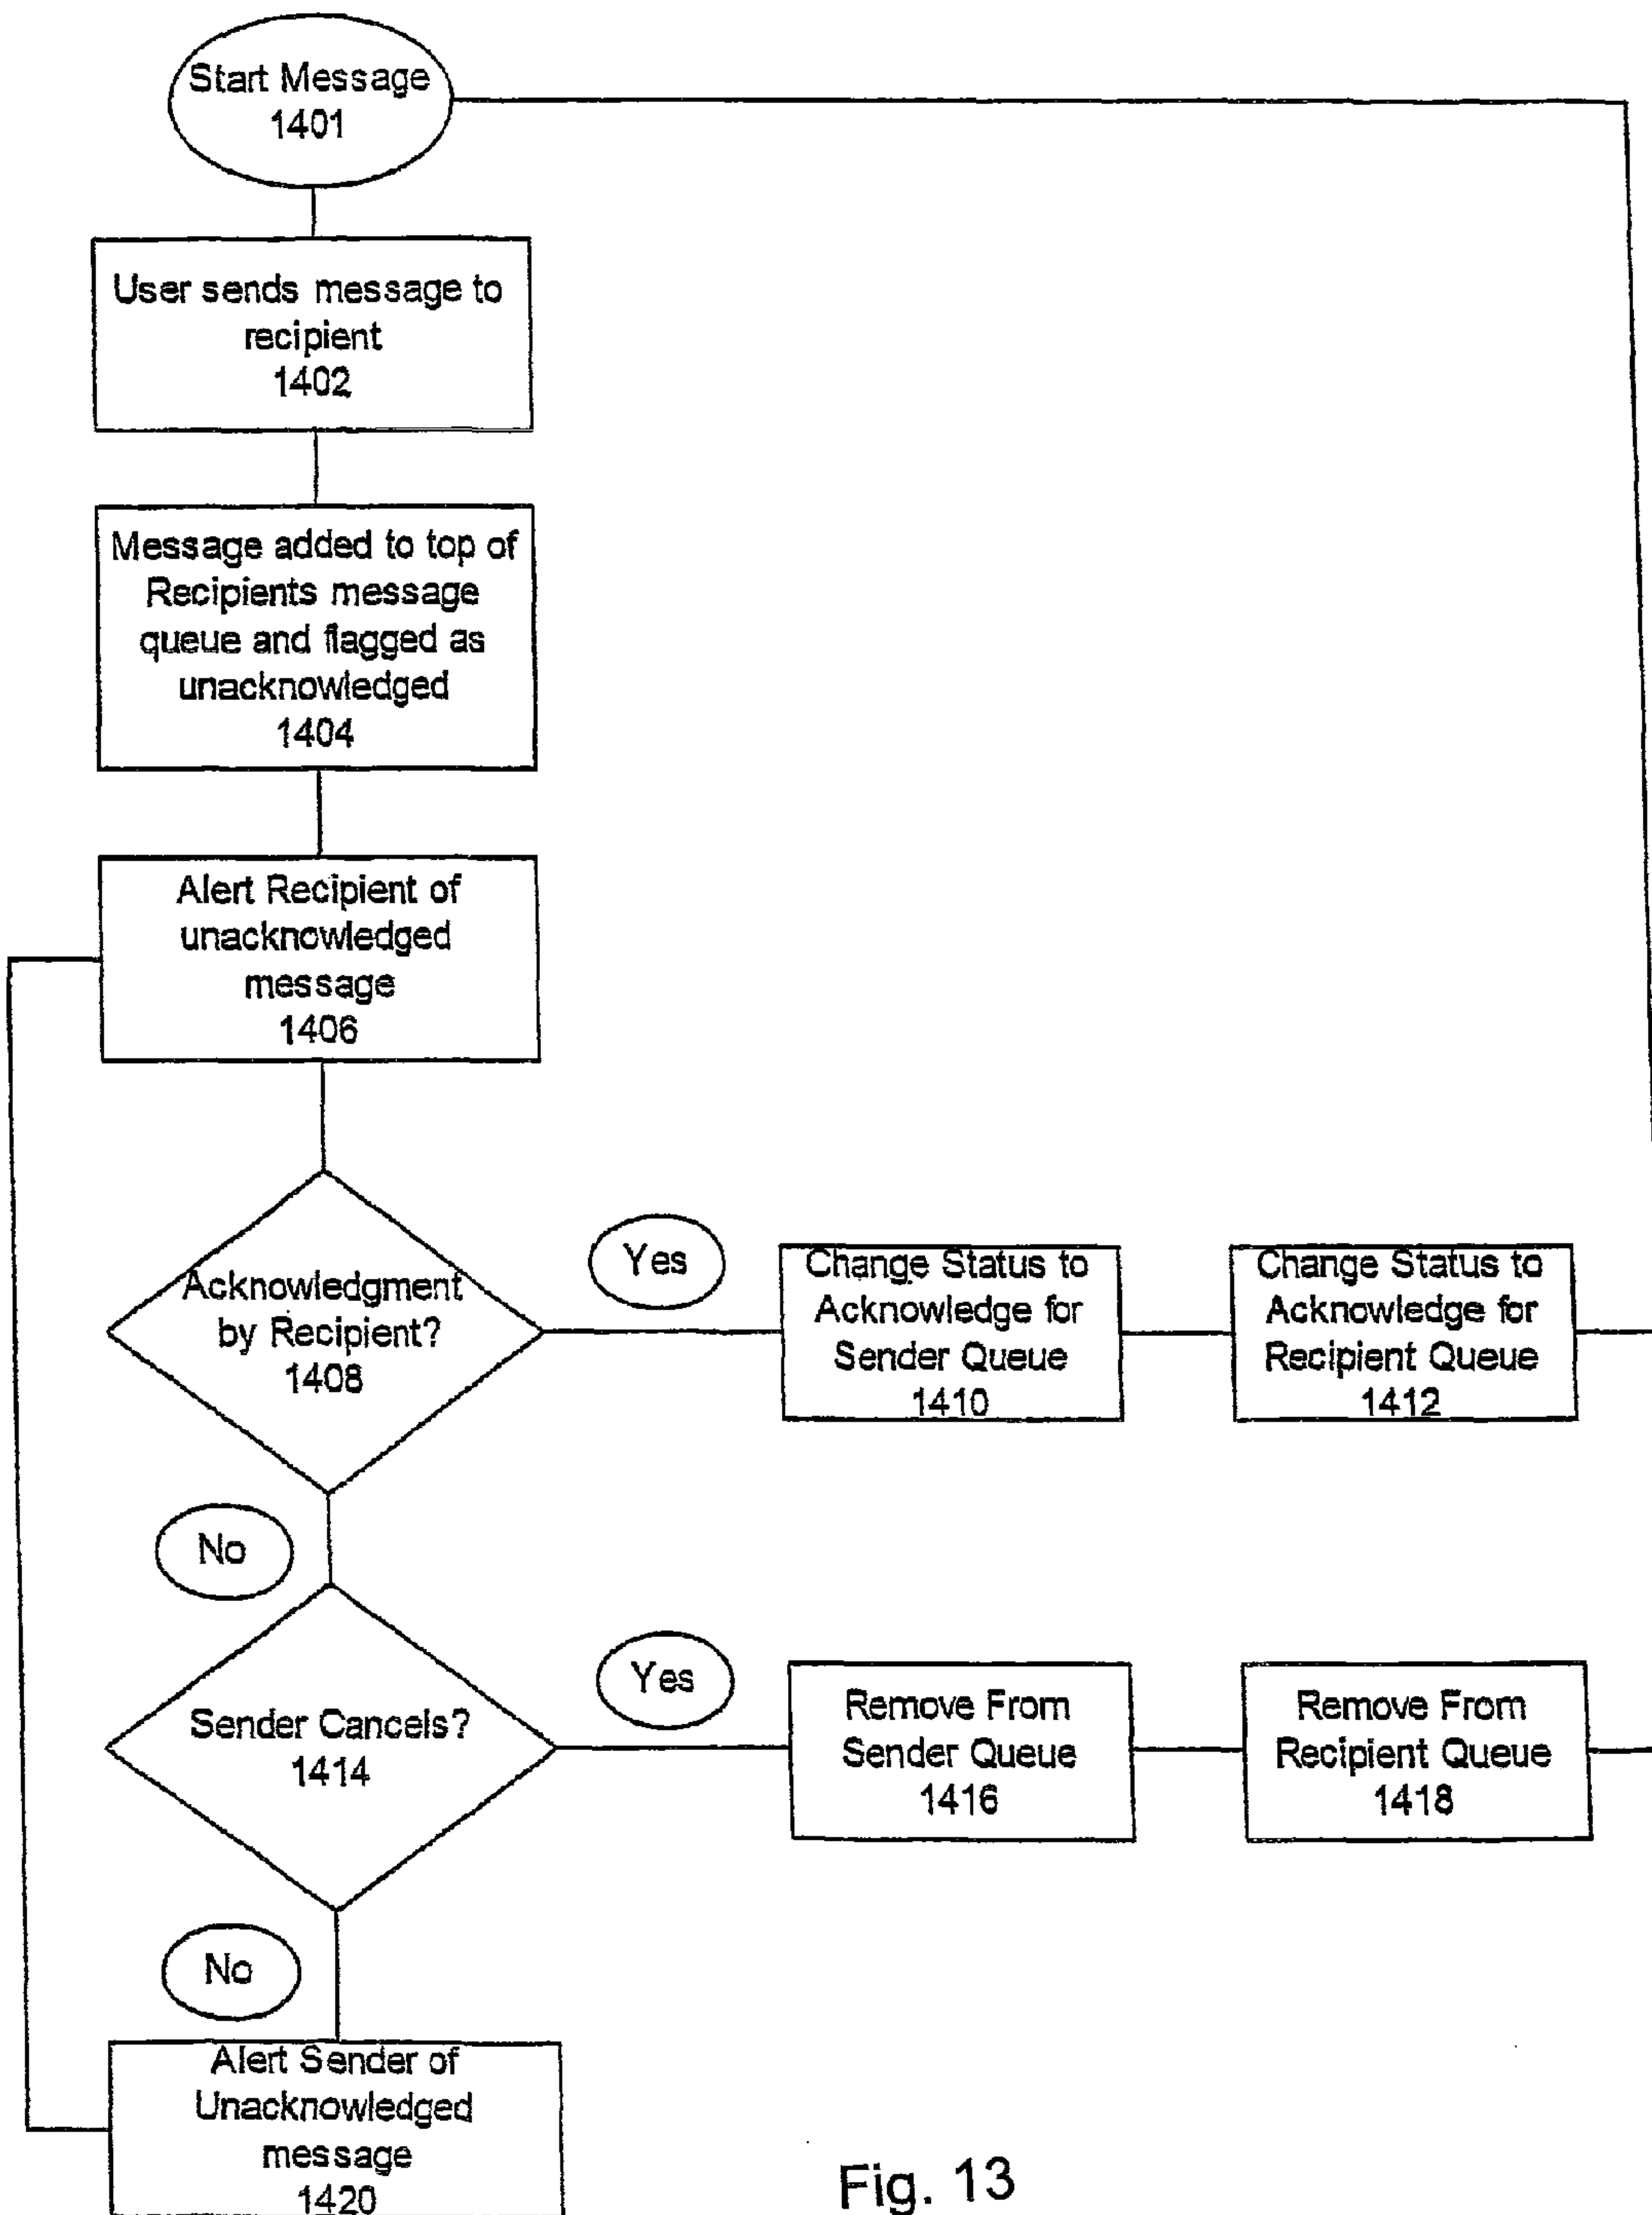 Start Message
1401
User sends message to
recipient
1402
Message added to top of
Recipients message
queue and flagged as
unacknowledged
1404
Alert Recipient of
unacknowledged
message
1406
Acknowledgment
by Recipient?
1408
Yes
Change Status to
Acknowledge for
Sender Queue
1410
Change Status to
Acknowledge for
Recipient Queue
1412
No
Sender Cancels?
1414
Yes
Remove From
Sender Queue
1416
Remove From
Recipient Queue
1418
No
Alert Sender of
Unacknowledged
message
1420
Fig. 13